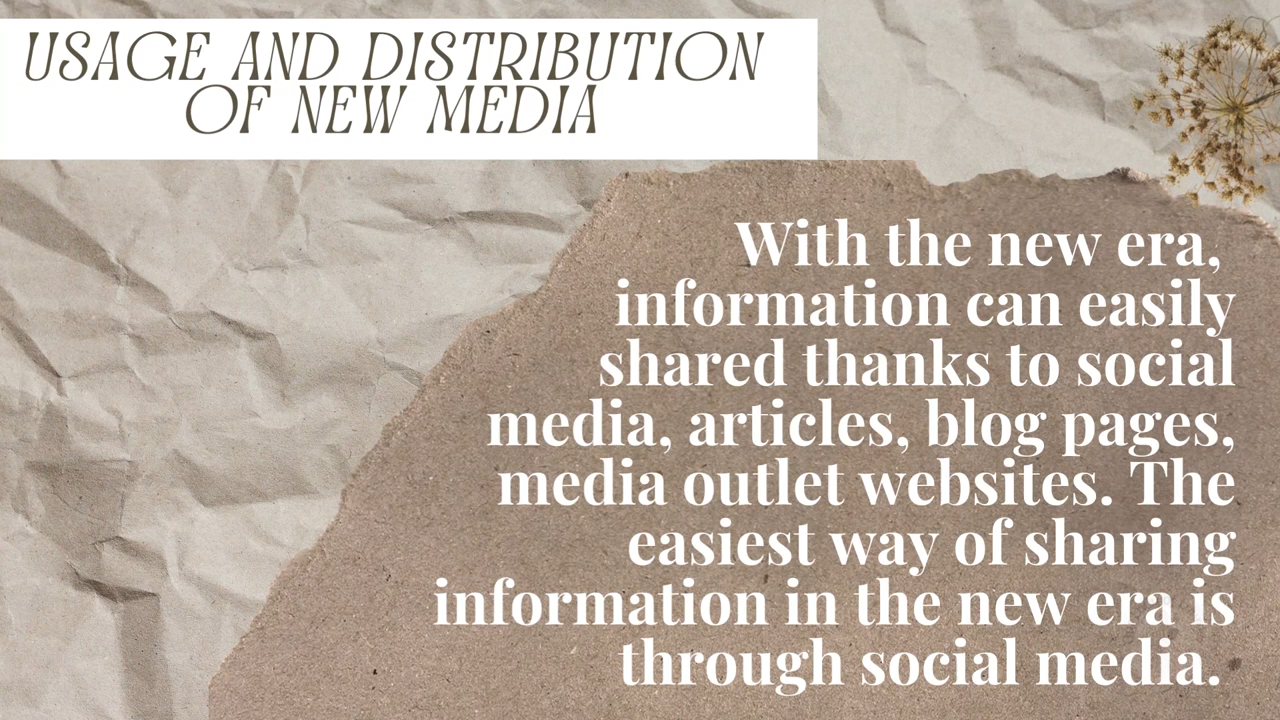 USAGE AND DISTRIBUTION
OF NEW MEDIA
With the new era,
information can easily
shared thanks to social
media, articles, blog pages,
media outlet websites. The
easiest way of sharing
information in the new era is
through social media.